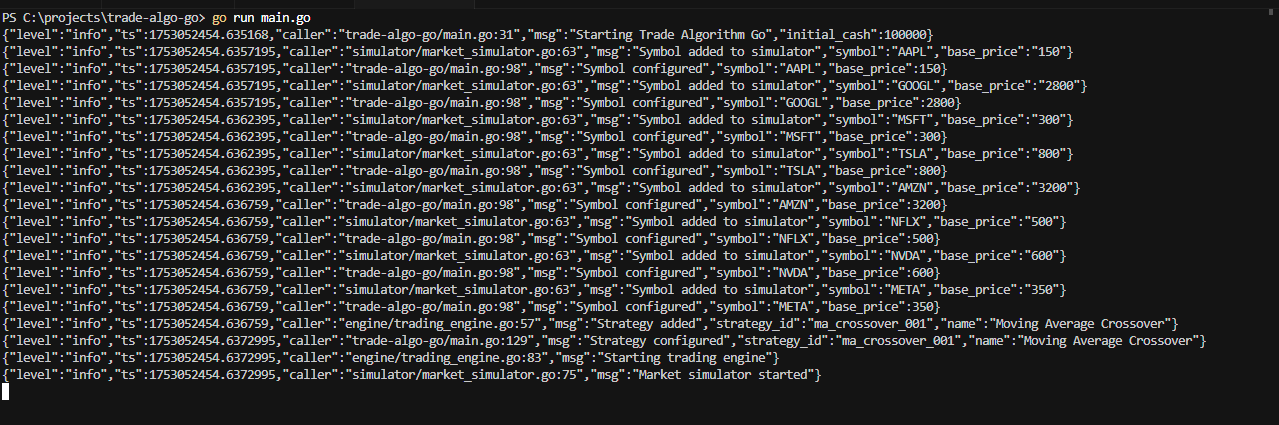 PS C:\projects\trade-algo-go> go run main.go
{"level":"info","ts":1753052454.635168,"caller":"trade-algo-go/main.go:31","msg":"Starting Trade Algorithm Go","initial_cash":100000}
{"level":"info","ts":1753052454.6357195,"caller":"simulator/market_simulator.go:63","msg":"Symbol added to simulator","symbol":"AAPL","base_price":"150"}
{"level":"info","ts":1753052454.6357195,"caller":"trade-algo-go/main.go:98","msg":"Symbol configured","symbol":"AAPL","base_price":150}
{"level":"info","ts":1753052454.6357195,"caller":"simulator/market_simulator.go:63","msg":"Symbol added to simulator","symbol":"GOOGL","base_price":"2800"}
{"level":"info","ts":1753052454.6357195,"caller":"trade-algo-go/main.go:98","msg":"Symbol configured","symbol":"GOOGL","base_price":2800}
{"level":"info","ts":1753052454.6362395,"caller":"simulator/market_simulator.go:63","msg":"Symbol added to simulator","symbol":"MSFT","base_price":"300"}
{"level":"info","ts":1753052454.6362395,"caller":"trade-algo-go/main.go:98","msg":"Symbol configured","symbol":"MSFT","base_price":300}
{"level":"info","ts":1753052454.6362395,"caller":"simulator/market_simulator.go:63","msg":"Symbol added to simulator","symbol":"TSLA","base_price":"800"}
{"level":"info","ts":1753052454.6362395,"caller":"trade-algo-go/main.go:98","msg":"Symbol configured","symbol":"TSLA","base_price":800}
{"level":"info","ts":1753052454.6362395,"caller":"simulator/market_simulator.go:63","msg":"Symbol added to simulator","symbol":"AMZN","base_price":"3200"}
{"level":"info","ts":1753052454.636759,"caller":"trade-algo-go/main.go:98","msg":"Symbol configured","symbol":"AMZN","base_price":3200}
{"level":"info","ts":1753052454.636759,"caller":"simulator/market_simulator.go:63","msg":"Symbol added to simulator","symbol":"NFLX","base_price":"500"}
{"level":"info","ts":1753052454.636759,"caller":"trade-algo-go/main.go:98","msg":"Symbol configured","symbol":"NFLX","base_price":500}
{"level":"info","ts":1753052454.636759,"caller":"simulator/market_simulator.go:63","msg":"Symbol added to simulator","symbol":"NVDA","base_price":"600"}
{"level":"info","ts":1753052454.636759,"caller":"trade-algo-go/main.go:98","msg":"Symbol configured","symbol":"NVDA","base_price":600}
{"level":"info","ts":1753052454.636759,"caller":"simulator/market_simulator.go:63","msg":"Symbol added to simulator","symbol":"META","base_price":"350"}
{"level":"info","ts":1753052454.636759,"caller":"trade-algo-go/main.go:98","msg":"Symbol configured","symbol":"META","base_price":350}
{"level":"info","ts":1753052454.636759,"caller":"engine/trading_engine.go:57","msg":"Strategy added","strategy_id":"ma_crossover_001","name":"Moving Average Crossover"}
{"level":"info","ts":1753052454.6372995,"caller":"trade-algo-go/main.go:129","msg":"Strategy configured","strategy_id":"ma_crossover_001","name":"Moving Average Crossover"}
{"level":"info","ts":1753052454.6372995,"caller":"engine/trading_engine.go:83","msg":"Starting trading engine"}
{"level":"info","ts":1753052454.6372995,"caller":"simulator/market_simulator.go:75","msg":"Market simulator started"}